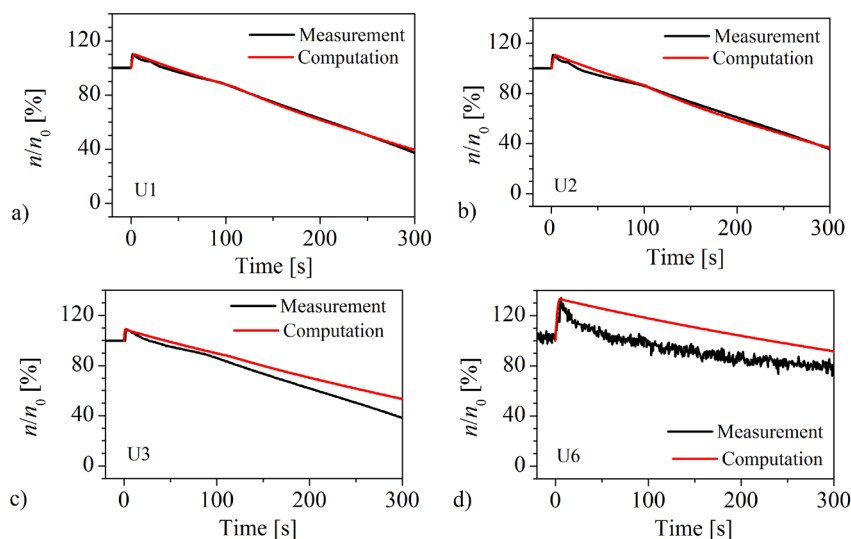 120
80
40
0
n/n0 [%]
Measurement
Computation
U1
a)
0 100 200 300
Time [s]
120
80
40
0
n/n0 [%]
Measurement
Computation
U2
b)
0 100 200 300
Time [s]
120
80
40
0
n/n0 [%]
Measurement
Computation
U3
c)
0 100 200 300
Time [s]
120
80
40
0
n/n0 [%]
Measurement
Computation
U6
d)
0 100 200 300
Time [s]